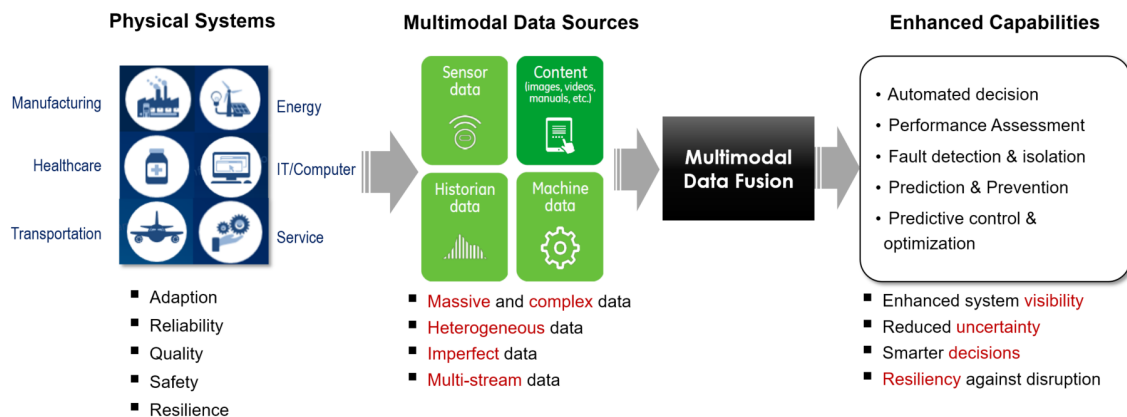 Physical Systems
Manufacturing
Energy
Healthcare
IT/Computer
Transportation
Service
▪ Adaption
▪ Reliability
▪ Quality
▪ Safety
▪ Resilience
Multimodal Data Sources
Sensor
data
Content
(images, videos,
manuals, etc.)
Historian
data
Machine
data
▪ Massive and complex data
▪ Heterogeneous data
▪ Imperfect data
▪ Multi-stream data
Multimodal
Data Fusion
Enhanced Capabilities
• Automated decision
• Performance Assessment
• Fault detection & isolation
• Prediction & Prevention
• Predictive control &
optimization
▪ Enhanced system visibility
▪ Reduced uncertainty
▪ Smarter decisions
▪ Resiliency against disruption